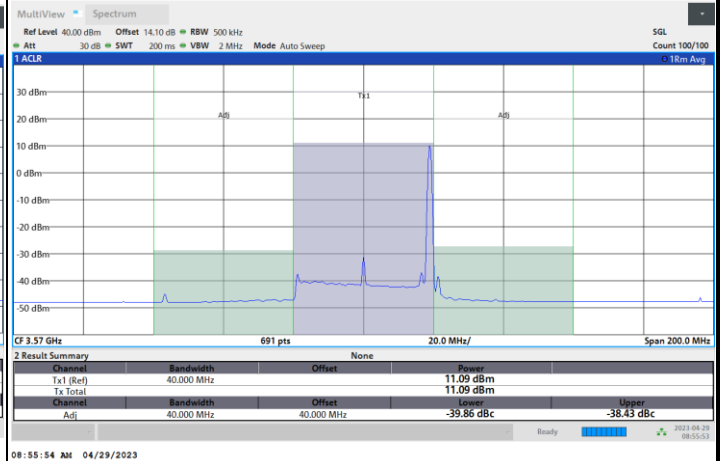 MultiView Spectrum
Ref Level 40.00 dBm Offset 14.10 dB RBW 500 kHz SGL
Att 30 dB SWT 200 ms VBW 2 MHz Mode Auto Sweep Count 100/100
1 ACLR 1Rm Avg
30 dBm
Tx1
20 dBm Adj Adj
10 dBm
0 dBm
-10 dBm
-20 dBm
-30 dBm
-40 dBm
-50 dBm
CF 3.57 GHz 691 pts 20.0 MHz/ Span 200.0 MHz
2 Result Summary None
Channel Bandwidth Offset Power
Tx1 (Ref) 40.000 MHz 11.09 dBm
Tx Total 11.09 dBm
Channel Bandwidth Offset Lower Upper
Adj 40.000 MHz 40.000 MHz -39.86 dBc -38.43 dBc
Ready 08:55:53
08:55:54 AM 04/29/2023